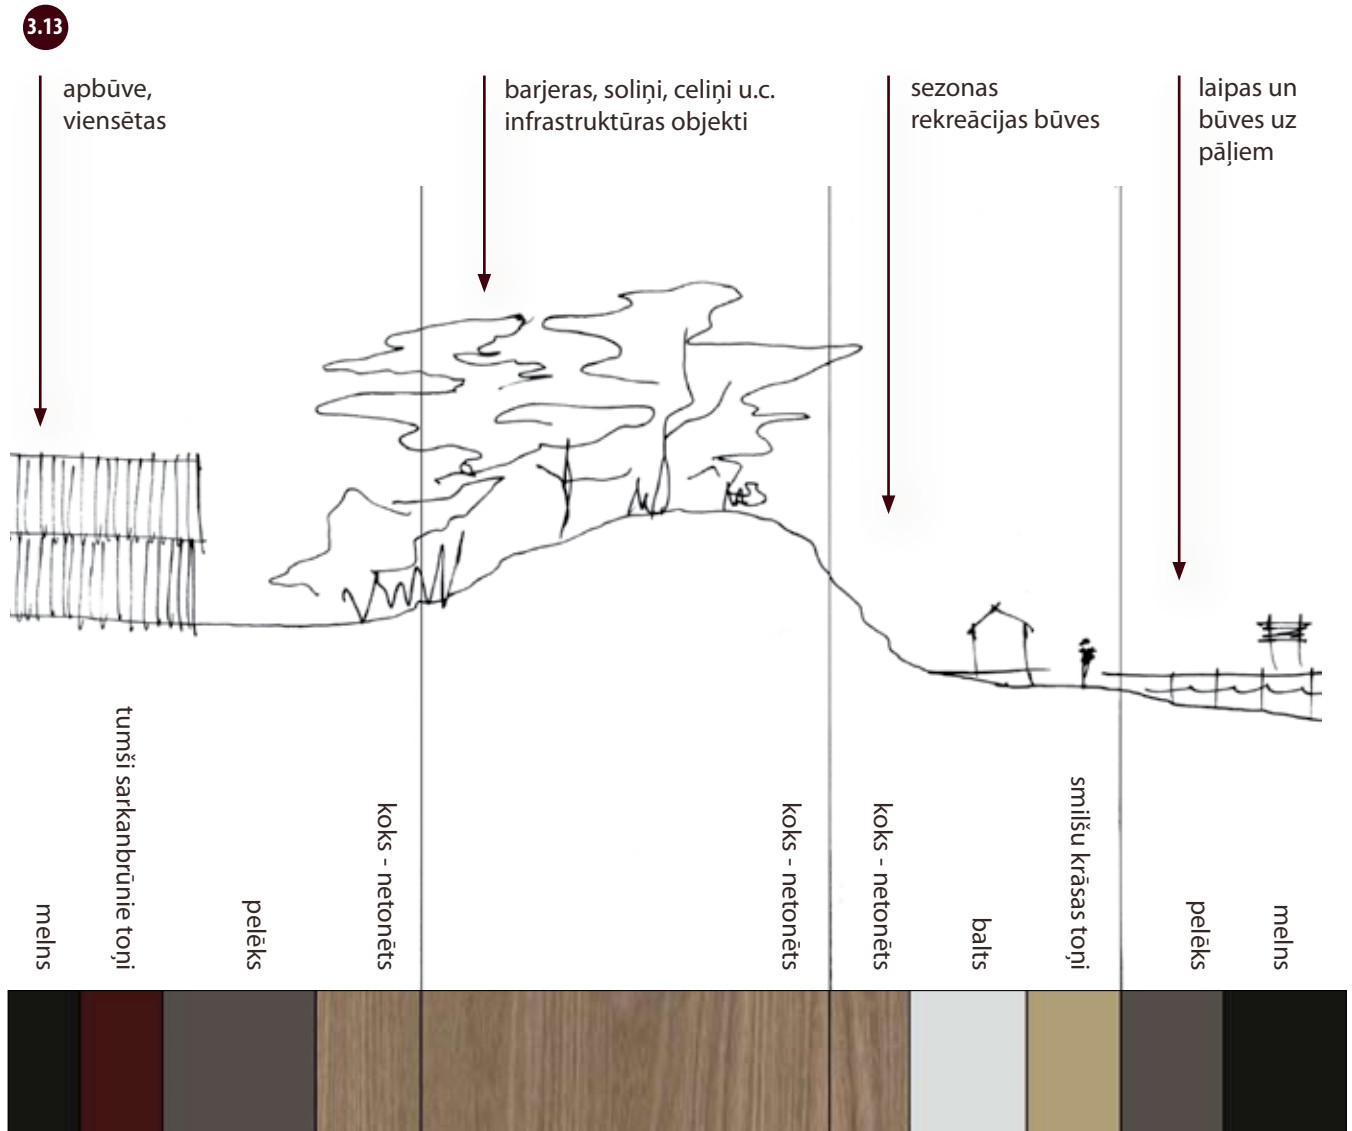 3.13
apbūve,
viensētas
barjeras, soliņi, celiņi u.c.
infrastruktūras objekti
sezonas
rekreācijas būves
laipas un
būves uz
pāļiem
melns
tumši sarkanbrūnie toņi
pelēks
koks - netonēts
koks - netonēts
koks - netonēts
balts
smilšu krāsas toņi
pelēks
melns